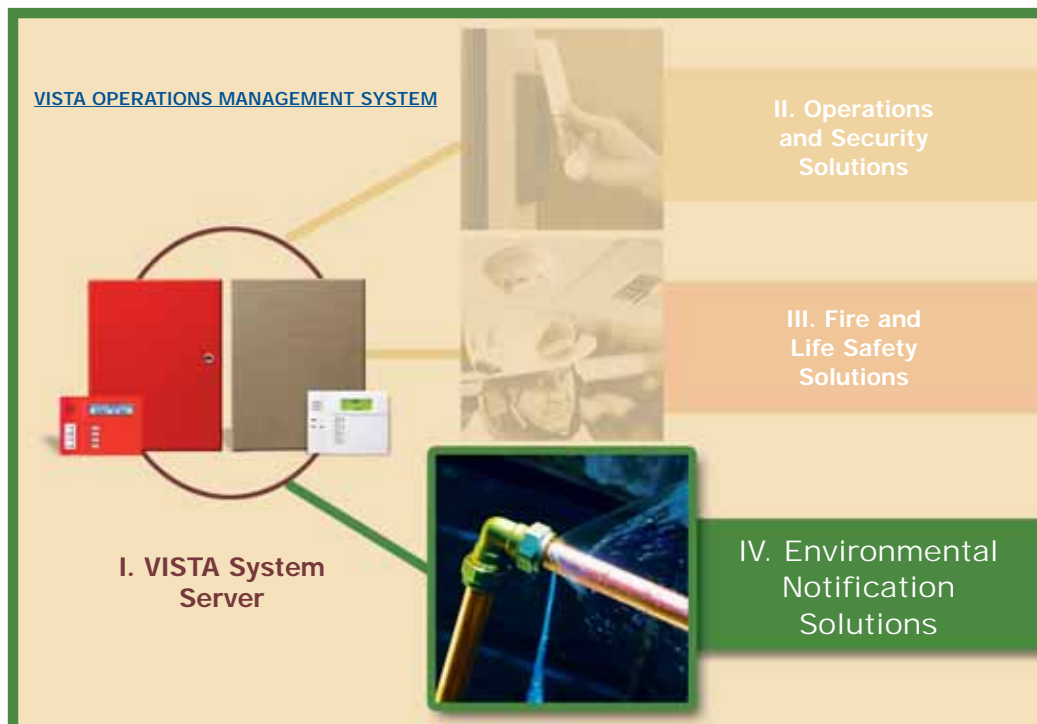 VISTA OPERATIONS MANAGEMENT SYSTEM
II. Operations
and Security
Solutions
III. Fire and
Life Safety
Solutions
I. VISTA System
Server
IV. Environmental
Notification
Solutions